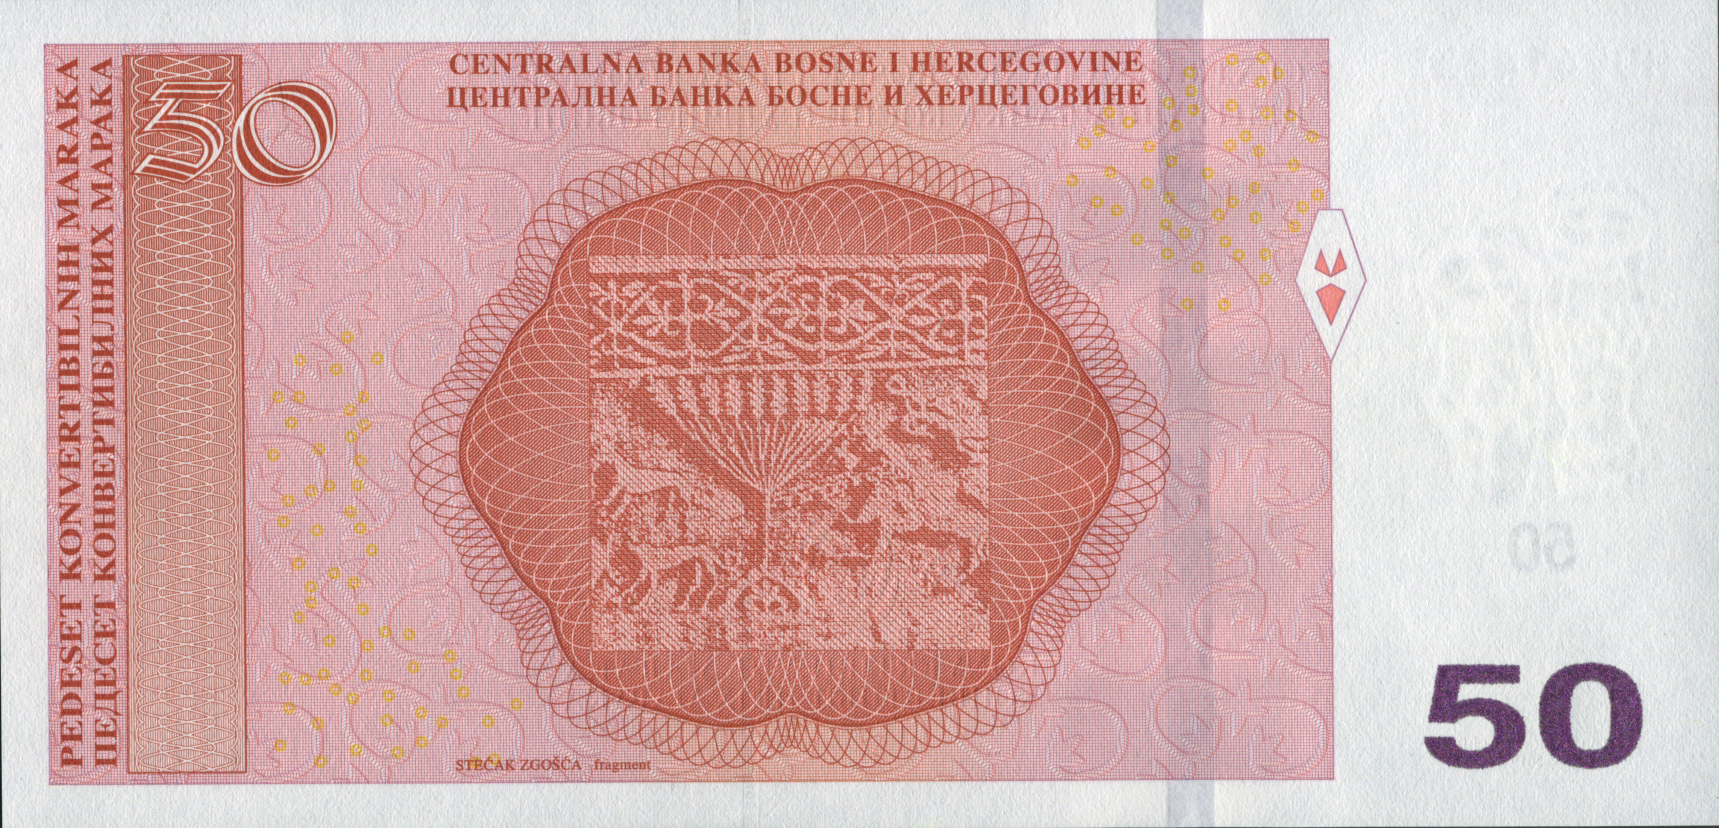 CENTRALNA BANKA BOSNE I HERCEGOVINE
ЦЕНТРАЛНА БАНКА БОСНЕ И ХЕРЦЕГОВИНЕ
PEDESET KONVERTIBILNIH MARAKA
ПЕДЕСЕТ КОНВЕРТИБИЛНИХ МАРАКА
50
STEĆAK ZGOŠĆA fragment
50
50